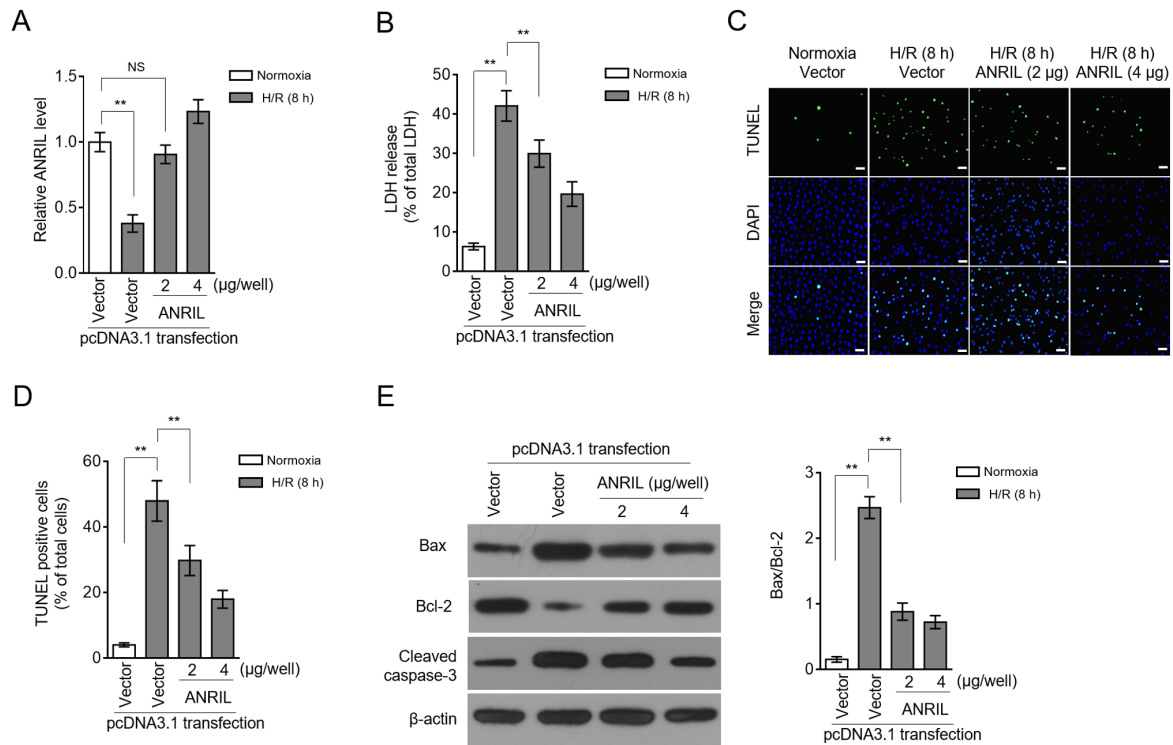 A
NS
**
Normoxia
H/R (8 h)
Relative ANRIL level
1.5
1.0
0.5
0.0
Vector
Vector
2
4
(μg/well)
ANRIL
pcDNA3.1 transfection
B
**
**
Normoxia
H/R (8 h)
LDH release
(% of total LDH)
50
40
30
20
10
0
Vector
Vector
2
4
(μg/well)
ANRIL
pcDNA3.1 transfection
C
Normoxia
Vector
H/R (8 h)
Vector
H/R (8 h)
ANRIL (2 μg)
H/R (8 h)
ANRIL (4 μg)
TUNEL
DAPI
Merge
D
**
**
Normoxia
H/R (8 h)
TUNEL positive cells
(% of total cells)
60
40
20
0
Vector
Vector
2
4
(μg/well)
ANRIL
pcDNA3.1 transfection
E
pcDNA3.1 transfection
Vector
Vector
ANRIL (μg/well)
2
4
Bax
Bcl-2
Cleaved
caspase-3
β-actin
**
**
Normoxia
H/R (8 h)
Bax/Bcl-2
3
2
1
0
Vector
Vector
2
4
(μg/well)
ANRIL
pcDNA3.1 transfection